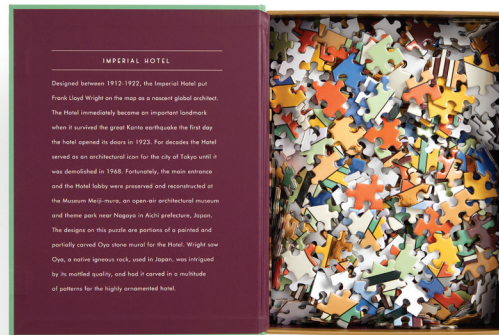 IMPERIAL HOTEL
Designed between 1912-1922, the Imperial Hotel put
Frank Lloyd Wright on the map as a nascent global architect.
The Hotel immediately became an important landmark
when it survived the great Kanto earthquake the first day
the hotel opened its doors in 1923. For decades the Hotel
served as an architectural icon for the city of Tokyo until it
was demolished in 1968. Fortunately, the main entrance
and the Hotel lobby were preserved and reconstructed at
the Museum Meiji-mura, an open-air architectural museum
and theme park near Nagoya in Aichi prefecture, Japan.
The designs on this puzzle are portions of a painted and
partially carved Oya stone mural for the Hotel. Wright saw
Oya, a native igneous rock, used in Japan, was intrigued
by its mottled quality, and had it carved in a multitude
of patterns for the highly ornamented hotel.